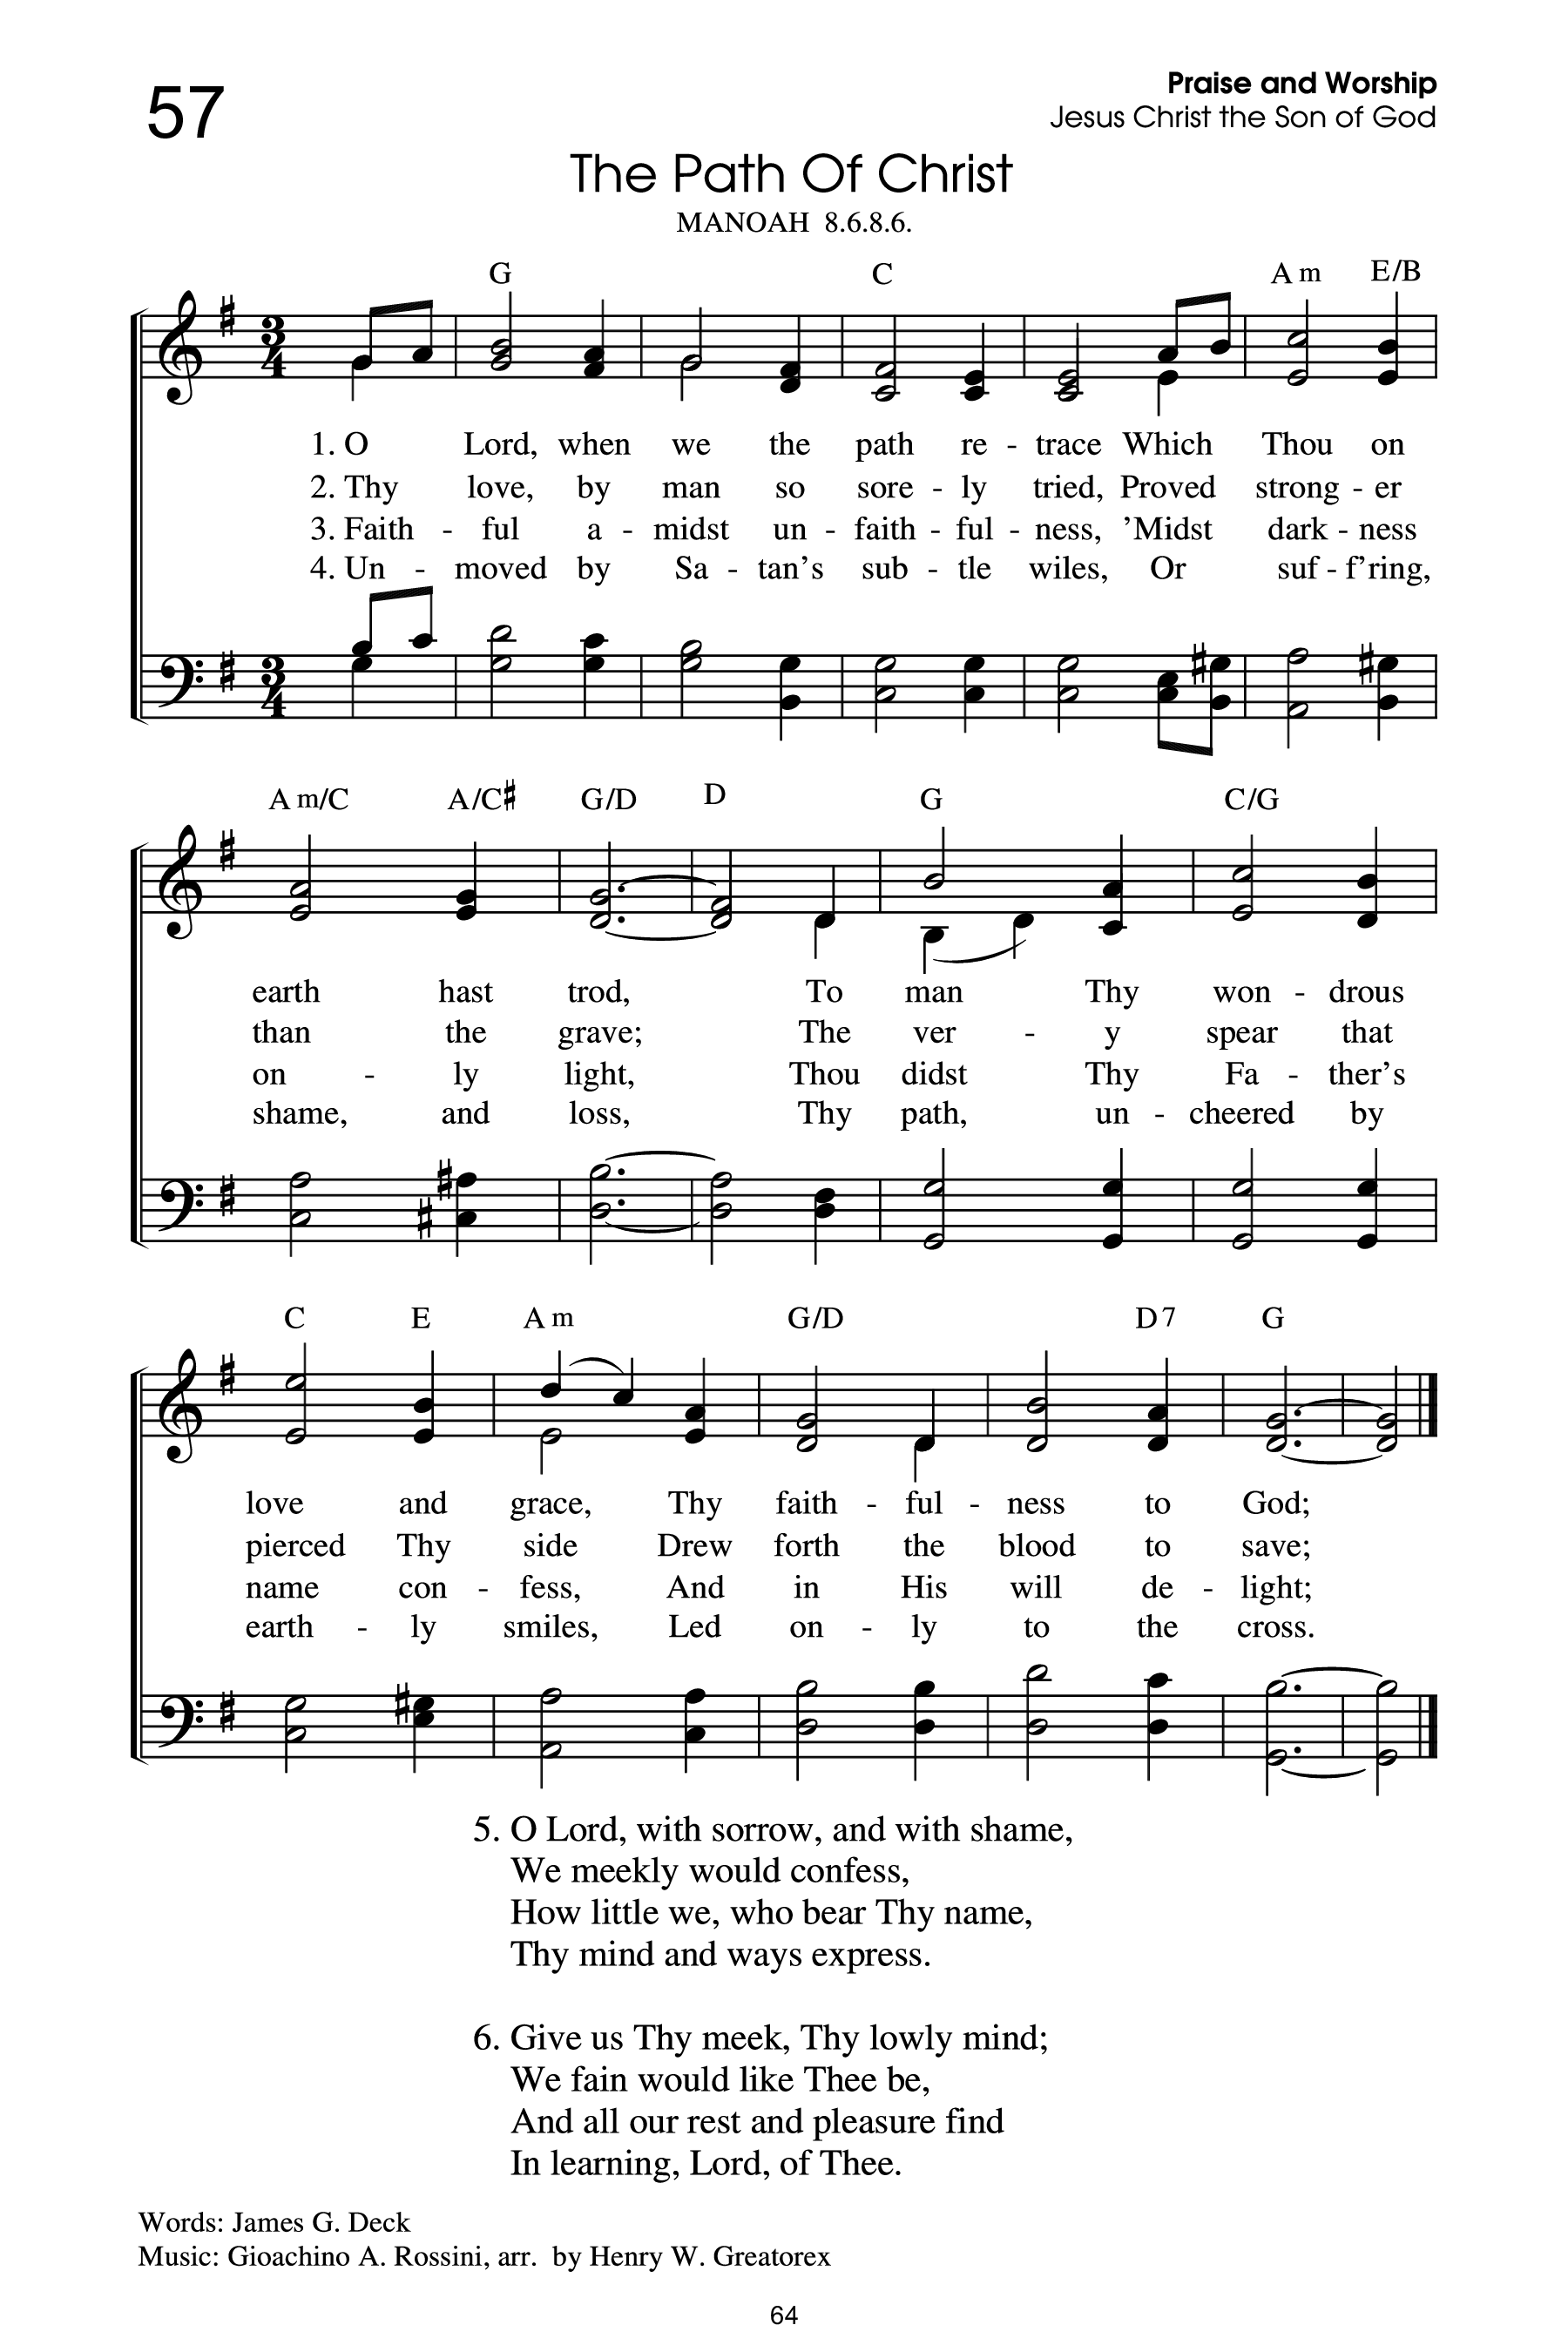 57
Praise and Worship
Jesus Christ the Son of God
The Path Of Christ
MANOAH 8.6.8.6.
G C Am E/B
3/4
1. O Lord, when we the path re - trace Which Thou on
2. Thy love, by man so sore - ly tried, Proved strong - er
3. Faith - ful a - midst un - faith - ful - ness, ’Midst dark - ness
4. Un - moved by Sa - tan’s sub - tle wiles, Or suf - f’ring,
3/4
Am/C A/C♯ G/D D G C/G
earth hast trod, To man Thy won - drous
than the grave; The ver - y spear that
on - ly light, Thou didst Thy Fa - ther’s
shame, and loss, Thy path, un - cheered by
C E Am G/D D7 G
love and grace, Thy faith - ful - ness to God;
pierced Thy side Drew forth the blood to save;
name con - fess, And in His will de - light;
earth - ly smiles, Led on - ly to the cross.
5. O Lord, with sorrow, and with shame,
We meekly would confess,
How little we, who bear Thy name,
Thy mind and ways express.
6. Give us Thy meek, Thy lowly mind;
We fain would like Thee be,
And all our rest and pleasure find
In learning, Lord, of Thee.
Words: James G. Deck
Music: Gioachino A. Rossini, arr. by Henry W. Greatorex
64